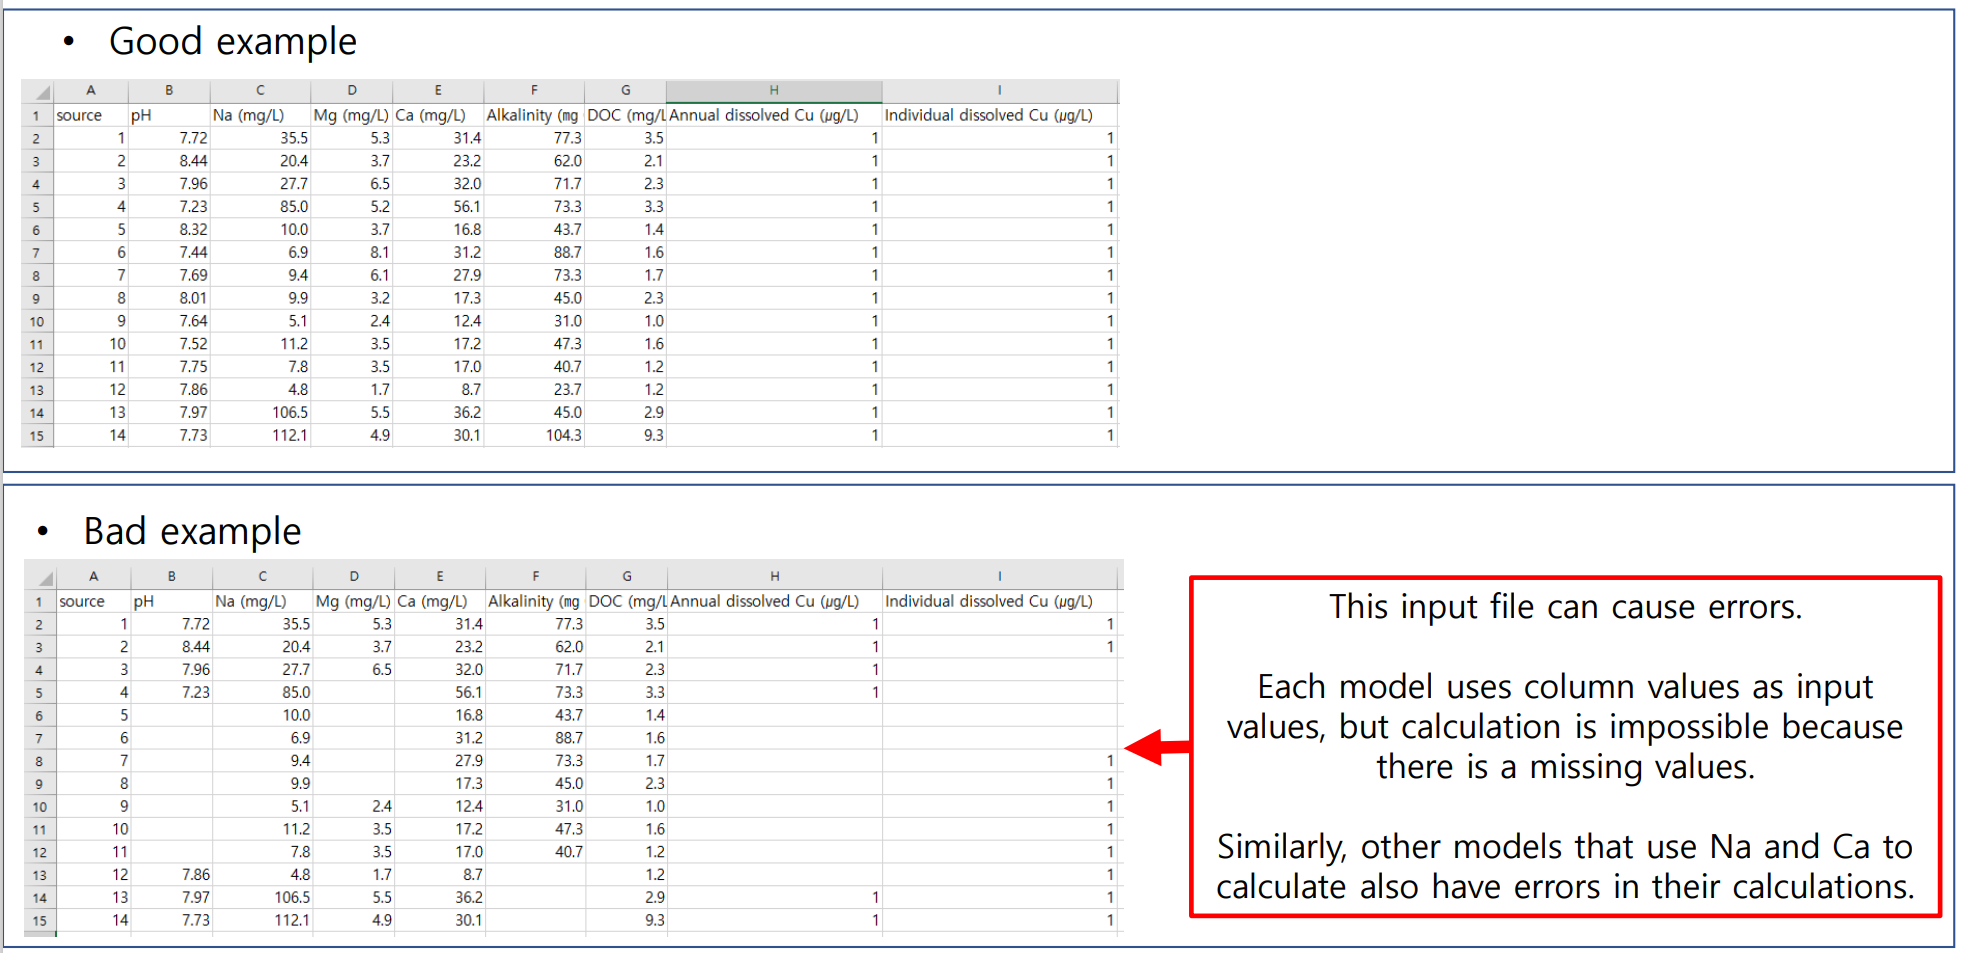 • Good example
A B C D E F G H I
1 source pH Na (mg/L) Mg (mg/L) Ca (mg/L) Alkalinity (mg DOC (mg/L Annual dissolved Cu (μg/L) Individual dissolved Cu (μg/L)
2 1 7.72 35.5 5.3 31.4 77.3 3.5 1 1
3 2 8.44 20.4 3.7 23.2 62.0 2.1 1 1
4 3 7.96 27.7 6.5 32.0 71.7 2.3 1 1
5 4 7.23 85.0 5.2 56.1 73.3 3.3 1 1
6 5 8.32 10.0 3.7 16.8 43.7 1.4 1 1
7 6 7.44 6.9 8.1 31.2 88.7 1.6 1 1
8 7 7.69 9.4 6.1 27.9 73.3 1.7 1 1
9 8 8.01 9.9 3.2 17.3 45.0 2.3 1 1
10 9 7.64 5.1 2.4 12.4 31.0 1.0 1 1
11 10 7.52 11.2 3.5 17.2 47.3 1.6 1 1
12 11 7.75 7.8 3.5 17.0 40.7 1.2 1 1
13 12 7.86 4.8 1.7 8.7 23.7 1.2 1 1
14 13 7.97 106.5 5.5 36.2 45.0 2.9 1 1
15 14 7.73 112.1 4.9 30.1 104.3 9.3 1 1
• Bad example
A B C D E F G H I
1 source pH Na (mg/L) Mg (mg/L) Ca (mg/L) Alkalinity (mg DOC (mg/L Annual dissolved Cu (μg/L) Individual dissolved Cu (μg/L)
2 1 7.72 35.5 5.3 31.4 77.3 3.5 1 1
3 2 8.44 20.4 3.7 23.2 62.0 2.1 1 1
4 3 7.96 27.7 6.5 32.0 71.7 2.3 1
5 4 7.23 85.0 56.1 73.3 3.3 1
6 5 10.0 16.8 43.7 1.4
7 6 6.9 31.2 88.7 1.6
8 7 9.4 27.9 73.3 1.7 1
9 8 9.9 17.3 45.0 2.3 1
10 9 5.1 2.4 12.4 31.0 1.0 1
11 10 11.2 3.5 17.2 47.3 1.6 1
12 11 7.8 3.5 17.0 40.7 1.2 1
13 12 7.86 4.8 1.7 8.7 1.2 1
14 13 7.97 106.5 5.5 36.2 2.9 1 1
15 14 7.73 112.1 4.9 30.1 9.3 1 1
This input file can cause errors.
Each model uses column values as input
values, but calculation is impossible because
there is a missing values.
Similarly, other models that use Na and Ca to
calculate also have errors in their calculations.